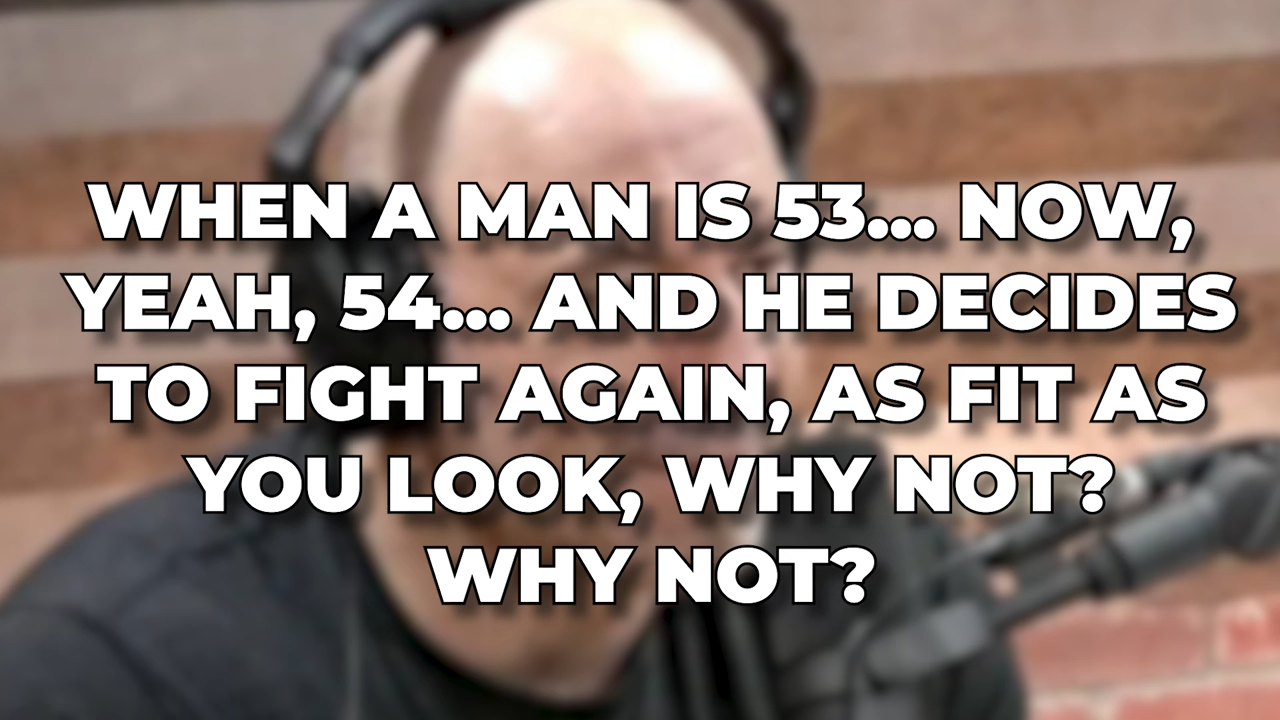 WHEN A MAN IS 53... NOW,
YEAH, 54... AND HE DECIDES
TO FIGHT AGAIN, AS FIT AS
YOU LOOK, WHY NOT?
WHY NOT?